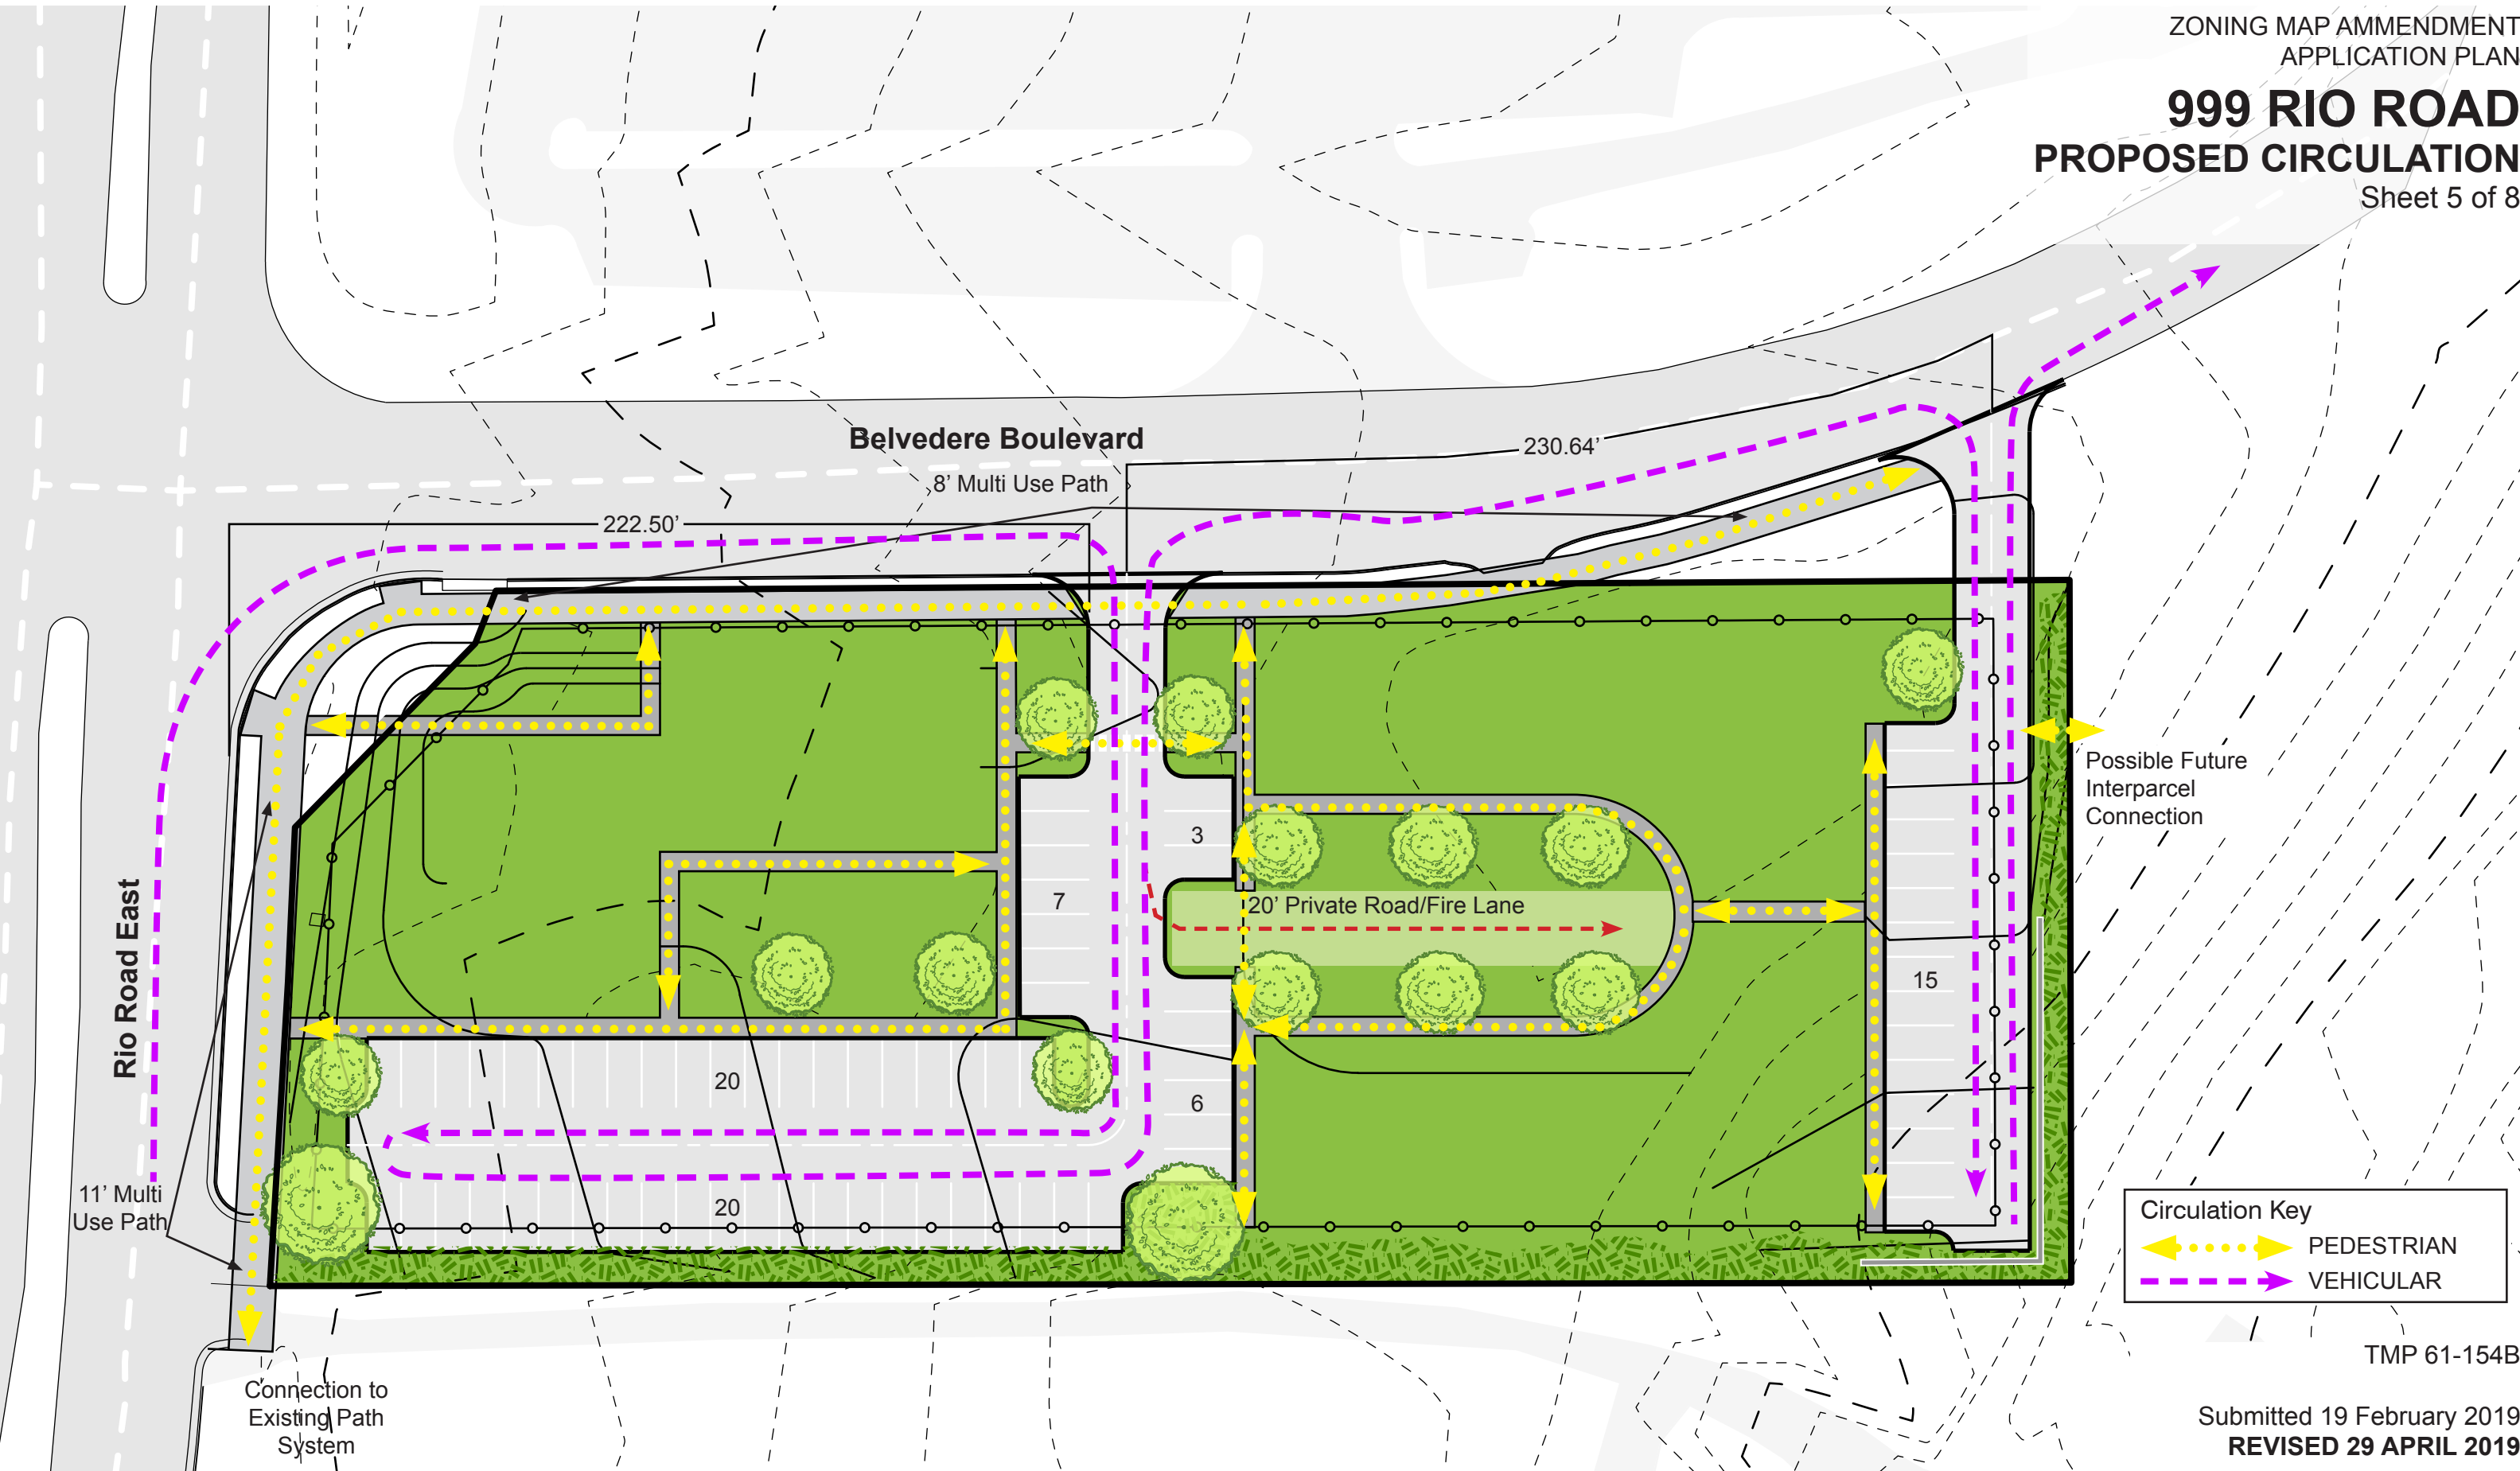 ZONING MAP AMMENDMENT
APPLICATION PLAN
999 RIO ROAD
PROPOSED CIRCULATION
Sheet 5 of 8
Belvedere Boulevard
230.64’
8’ Multi Use Path
222.50’
Possible Future
Interparcel
Connection
3
7
20’ Private Road/Fire Lane
15
Rio Road East
20
6
20
11’ Multi
Use Path
Circulation Key
PEDESTRIAN
VEHICULAR
TMP 61-154B
Connection to
Existing Path
System
Submitted 19 February 2019
REVISED 29 APRIL 2019